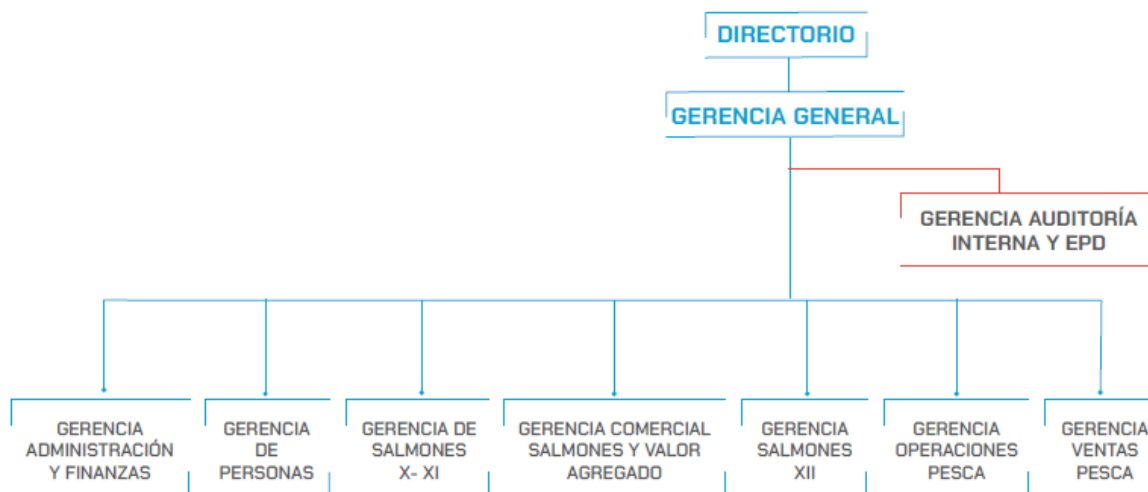 DIRECTORIO
GERENCIA GENERAL
GERENCIA AUDITORÍA
INTERNA Y EPD
GERENCIA
ADMINISTRACIÓN
Y FINANZAS
GERENCIA
DE
PERSONAS
GERENCIA DE
SALMONES
X- XI
GERENCIA COMERCIAL
SALMONES Y VALOR
AGREGADO
GERENCIA
SALMONES
XII
GERENCIA
OPERACIONES
PESCA
GERENCIA
VENTAS
PESCA